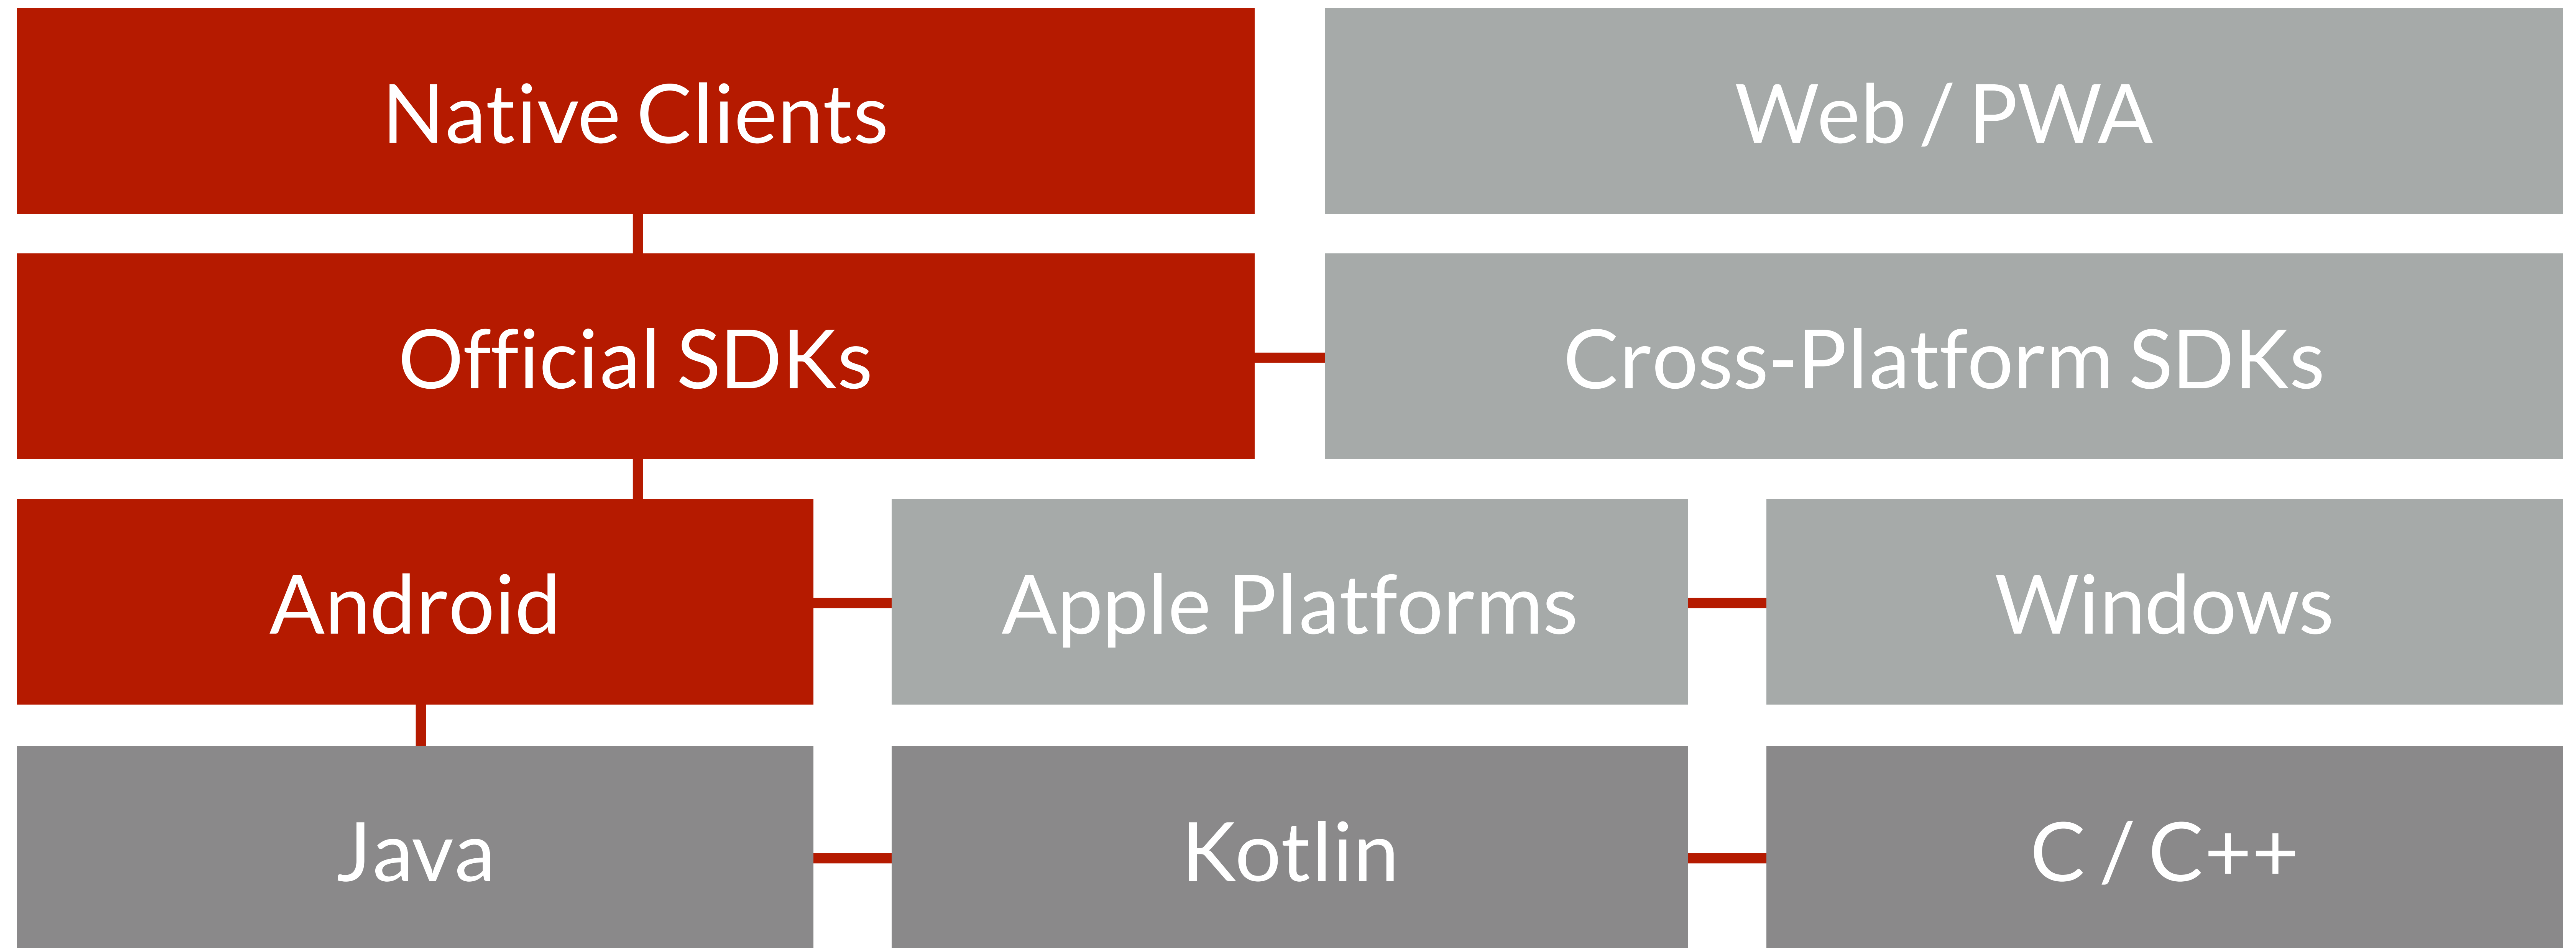 Native Clients
Web / PWA
Official SDKs
Cross-Platform SDKs
Android
Apple Platforms
Windows
Java
Kotlin
C / C++